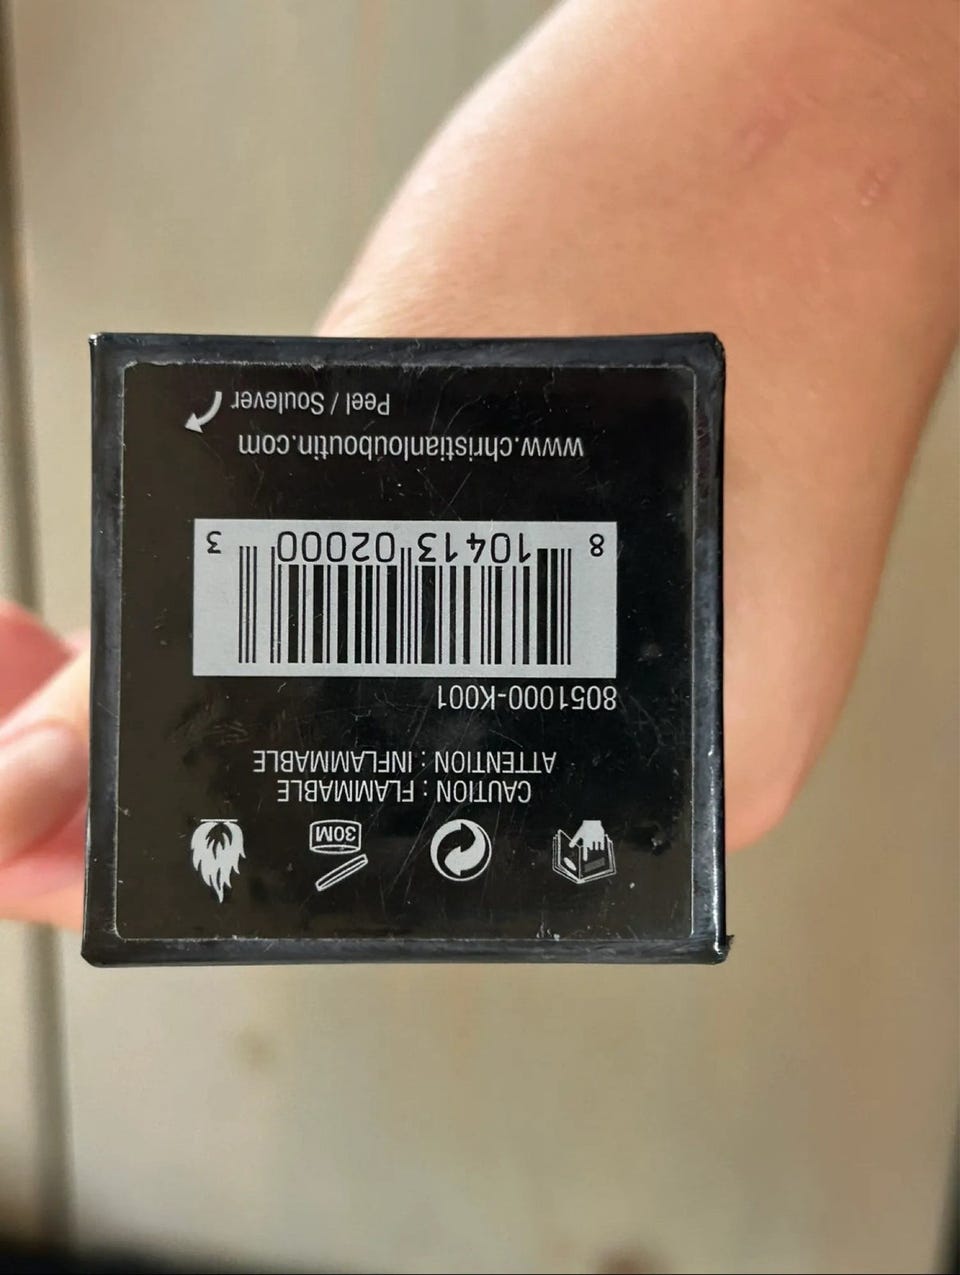 30M
CAUTION : FLAMMABLE
ATTENTION : INFLAMMABLE
8051000-K001
8 10413 02000 3
www.christianlouboutin.com
Peel / Soulever